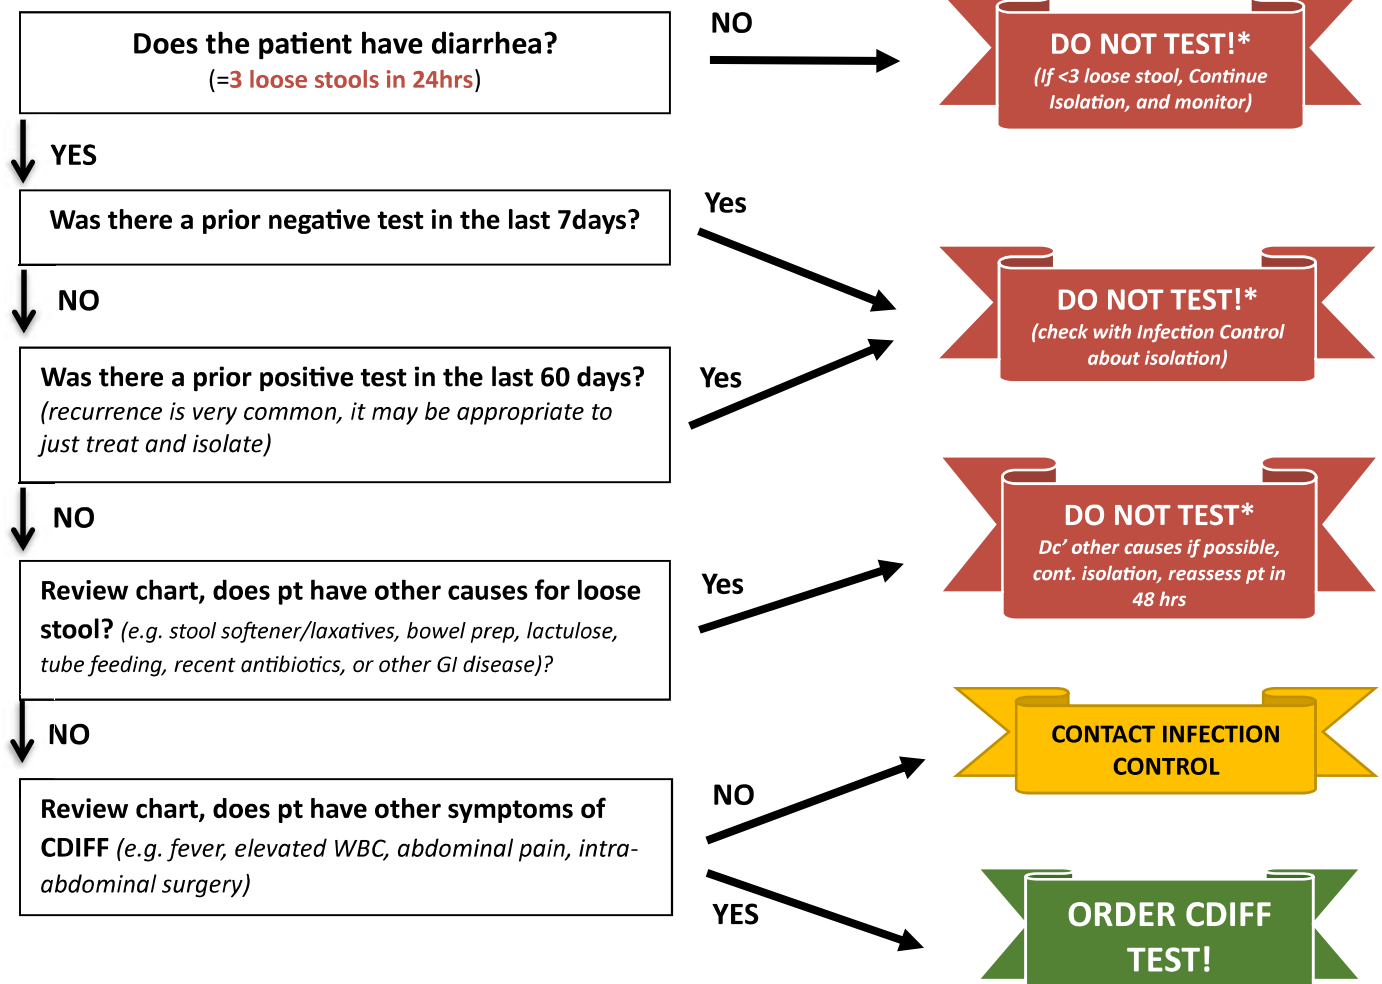 Does the patient have diarrhea?
(=3 loose stools in 24hrs)
NO
DO NOT TEST!*
(If <3 loose stool, Continue
Isolation, and monitor)
YES
Was there a prior negative test in the last 7days?
Yes
DO NOT TEST!*
(check with Infection Control
about isolation)
NO
Was there a prior positive test in the last 60 days?
(recurrence is very common, it may be appropriate to
just treat and isolate)
Yes
NO
Review chart, does pt have other causes for loose
stool? (e.g. stool softener/laxatives, bowel prep, lactulose,
tube feeding, recent antibiotics, or other GI disease)?
Yes
DO NOT TEST*
Dc’ other causes if possible,
cont. isolation, reassess pt in
48 hrs
NO
Review chart, does pt have other symptoms of
CDIFF (e.g. fever, elevated WBC, abdominal pain, intra-
abdominal surgery)
NO
CONTACT INFECTION
CONTROL
YES
ORDER CDIFF
TEST!